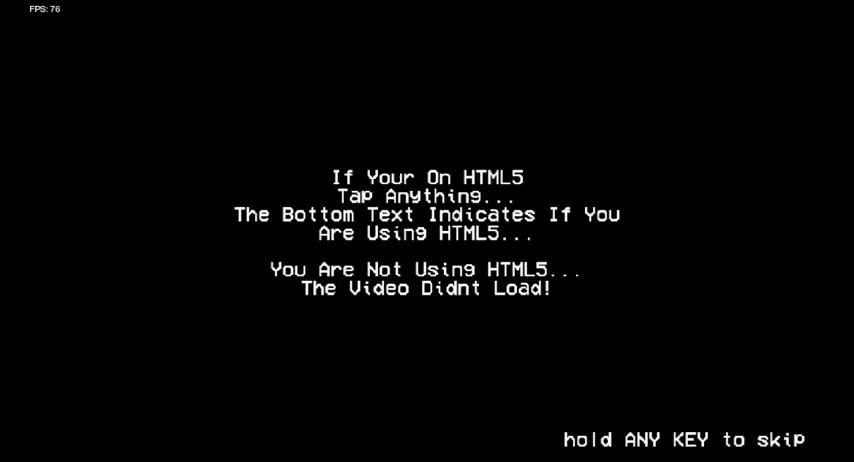 FPS: 76
If Your On HTML5
Tap Anything...
The Bottom Text Indicates If You
Are Using HTML5...
You Are Not Using HTML5...
The Video Didnt Load!
hold ANY KEY to skip